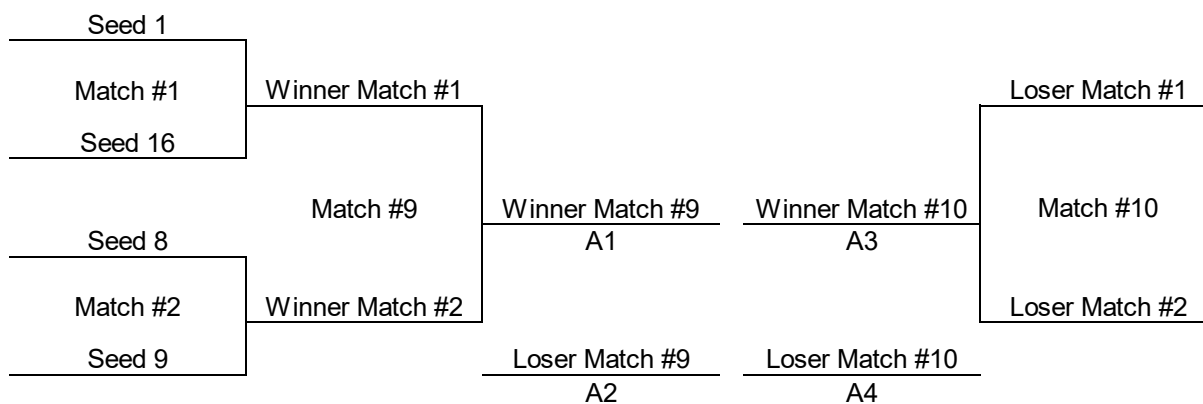 Seed 1
Match #1
Winner Match #1
Loser Match #1
Seed 16
Match #9
Winner Match #9
Winner Match #10
Match #10
A1
A3
Seed 8
Match #2
Winner Match #2
Loser Match #2
Seed 9
Loser Match #9
Loser Match #10
A2
A4